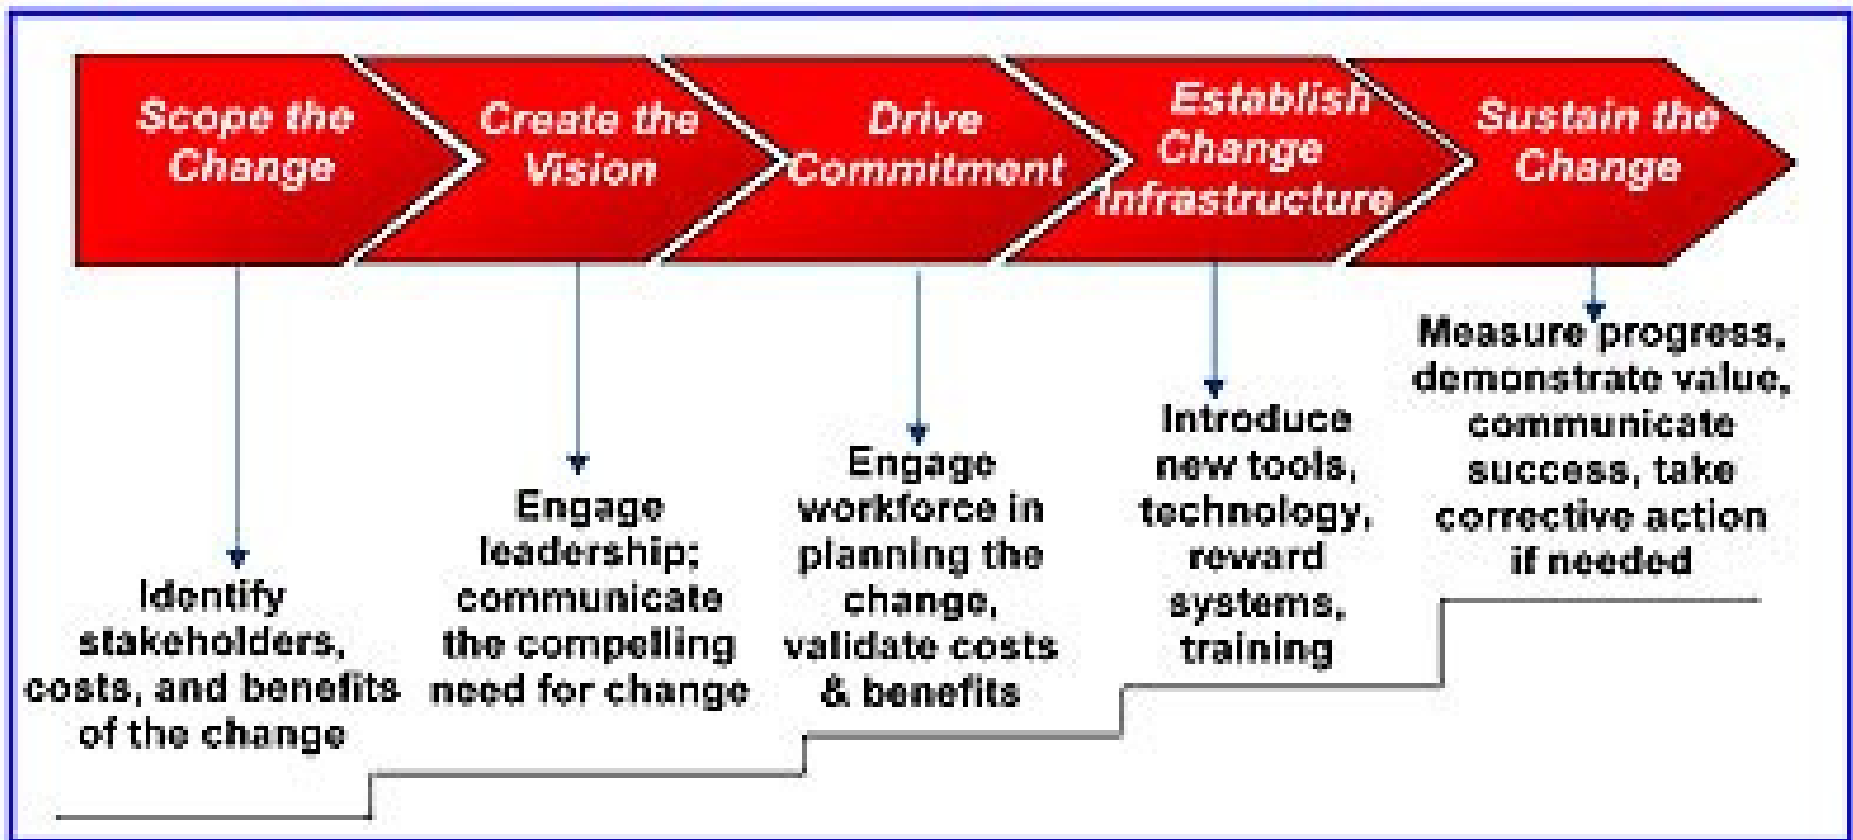 Scope the
Change
Create the
Vision
Drive
Commitment
Establish
Change
Infrastructure
Sustain the
Change
Identify
stakeholders,
costs, and benefits
of the change
Engage
leadership;
communicate
the compelling
need for change
Engage
workforce in
planning the
change,
validate costs
& benefits
Introduce
new tools,
technology,
reward
systems,
training
Measure progress,
demonstrate value,
communicate
success, take
corrective action
if needed